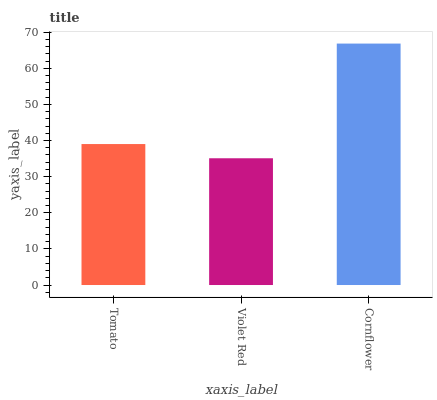 title
yaxis_label
70
60
50
40
30
20
10
0
Tomato
Violet Red
Cornflower
xaxis_label